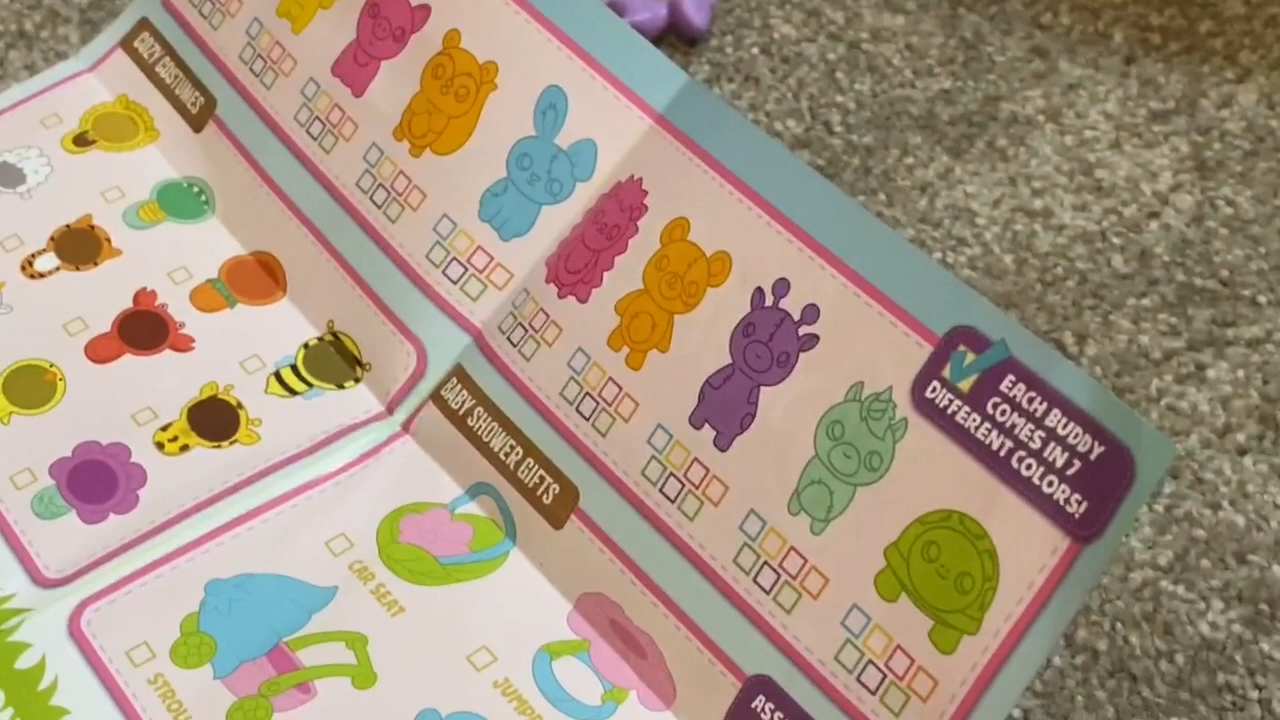 COZY COSTUMES
EACH BUDDY
COMES IN 7
DIFFERENT COLORS!
BABY SHOWER GIFTS
CAR SEAT